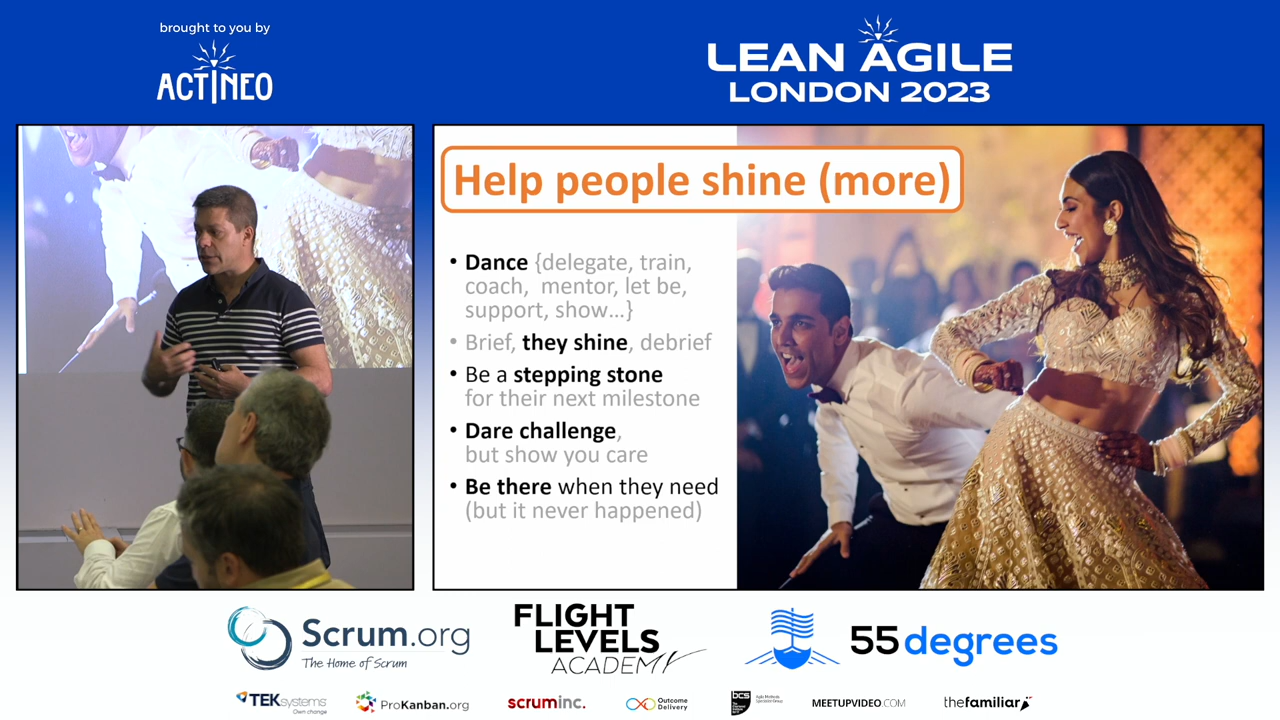 brought to you by
ACTINEO
LEAN AGILE
LONDON 2023
Help people shine (more)
• Dance {delegate, train,
coach, mentor, let be,
support, show...}
• Brief, they shine, debrief
• Be a stepping stone
for their next milestone
• Dare challenge,
but show you care
• Be there when they need
(but it never happened)
Scrum.org
The Home of Scrum
FLIGHT
LEVELS
ACADEMY
55 degrees
TEKsystems
Own change
ProKanban.org
scruminc.
Outcome
Delivery
bcs
MEETUPVIDEO.COM
thefamiliar